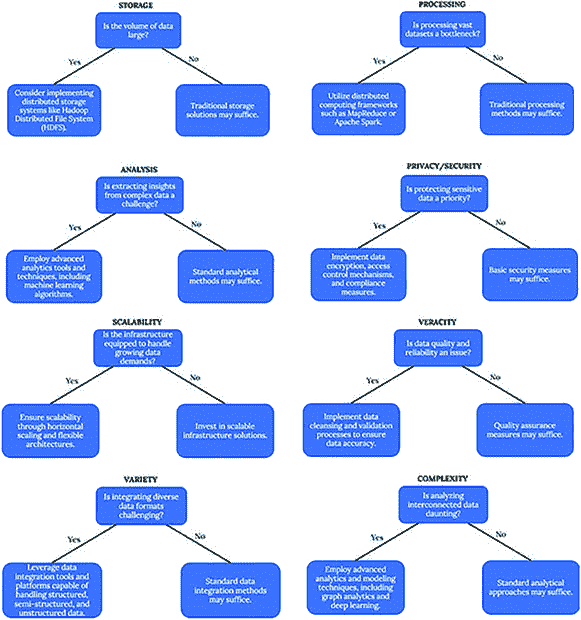 STORAGE
Is the volume of data
large?
Yes
No
Consider implementing
distributed storage
systems like Hadoop
Distributed File System
(HDFS).
Traditional storage
solutions may suffice.
PROCESSING
Is processing vast
datasets a bottleneck?
Yes
No
Utilize distributed
computing frameworks
such as MapReduce or
Apache Spark.
Traditional processing
methods may suffice.
ANALYSIS
Is extracting insights
from complex data a
challenge?
Yes
No
Employ advanced
analytics tools and
techniques, including
machine learning
algorithms.
Standard analytical
methods may suffice.
PRIVACY/SECURITY
Is protecting sensitive
data a priority?
Yes
No
Implement data
encryption, access
control mechanisms,
and compliance
measures.
Basic security measures
may suffice.
SCALABILITY
Is the infrastructure
equipped to handle
growing data
demands?
Yes
No
Ensure scalability
through horizontal
scaling and flexible
architectures.
Invest in scalable
infrastructure solutions.
VERACITY
Is data quality and
reliability an issue?
Yes
No
Implement data
cleansing and validation
processes to ensure
data accuracy.
Quality assurance
measures may suffice.
VARIETY
Is integrating diverse
data formats
challenging?
Yes
No
Leverage data
integration tools and
platforms capable of
handling structured,
semi-structured, and
unstructured data.
Standard data
integration methods
may suffice.
COMPLEXITY
Is analyzing
interconnected data
daunting?
Yes
No
Employ advanced
analytics and modeling
techniques, including
graph analytics and
deep learning.
Standard analytical
approaches may suffice.